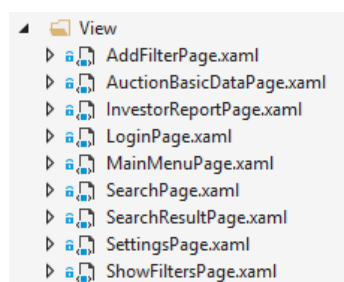 View
AddFilterPage.xaml
AuctionBasicDataPage.xaml
InvestorReportPage.xaml
LoginPage.xaml
MainMenuPage.xaml
SearchPage.xaml
SearchResultPage.xaml
SettingsPage.xaml
ShowFiltersPage.xaml